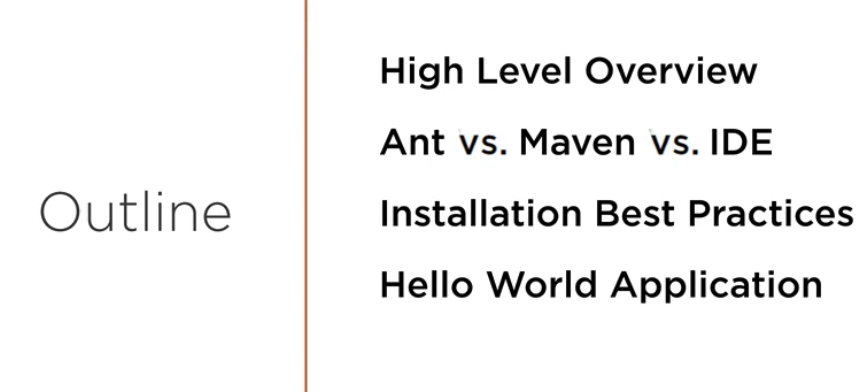 Outline
High Level Overview
Ant vs. Maven vs. IDE
Installation Best Practices
Hello World Application